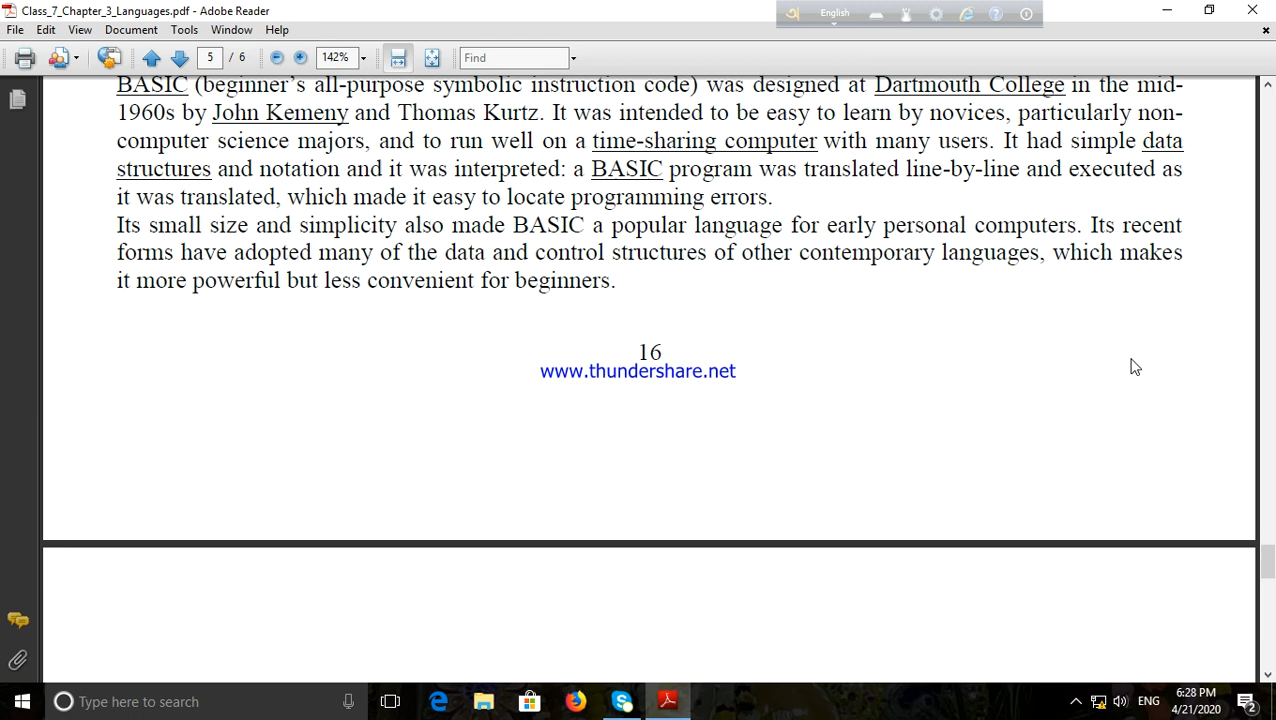 Class_7_Chapter_3_Languages.pdf - Adobe Reader
English
File Edit View Document Tools Window Help
5 / 6 142% Find
BASIC (beginner's all-purpose symbolic instruction code) was designed at Dartmouth College in the mid-
1960s by John Kemeny and Thomas Kurtz. It was intended to be easy to learn by novices, particularly non-
computer science majors, and to run well on a time-sharing computer with many users. It had simple data
structures and notation and it was interpreted: a BASIC program was translated line-by-line and executed as
it was translated, which made it easy to locate programming errors.
Its small size and simplicity also made BASIC a popular language for early personal computers. Its recent
forms have adopted many of the data and control structures of other contemporary languages, which makes
it more powerful but less convenient for beginners.
16
www.thundershare.net
Type here to search
ENG
6:28 PM
4/21/2020
2